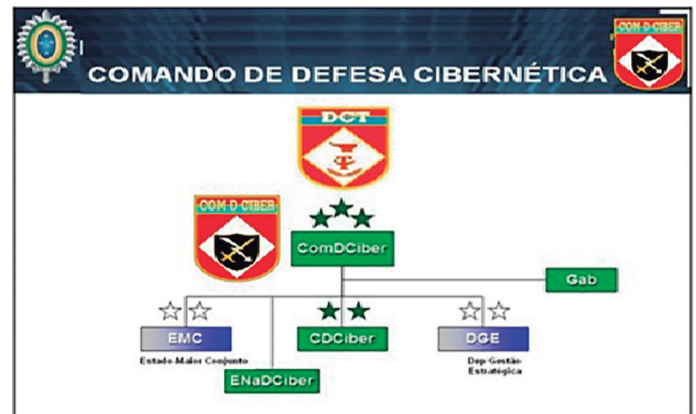 COM D CIBER
COMANDO DE DEFESA CIBERNÉTICA
DCT
COM D CIBER
ComDCiber
Gab
EMC
CDCiber
DGE
Estado-Maior Conjunto
Dep Gestão
Estratégica
ENaDCiber